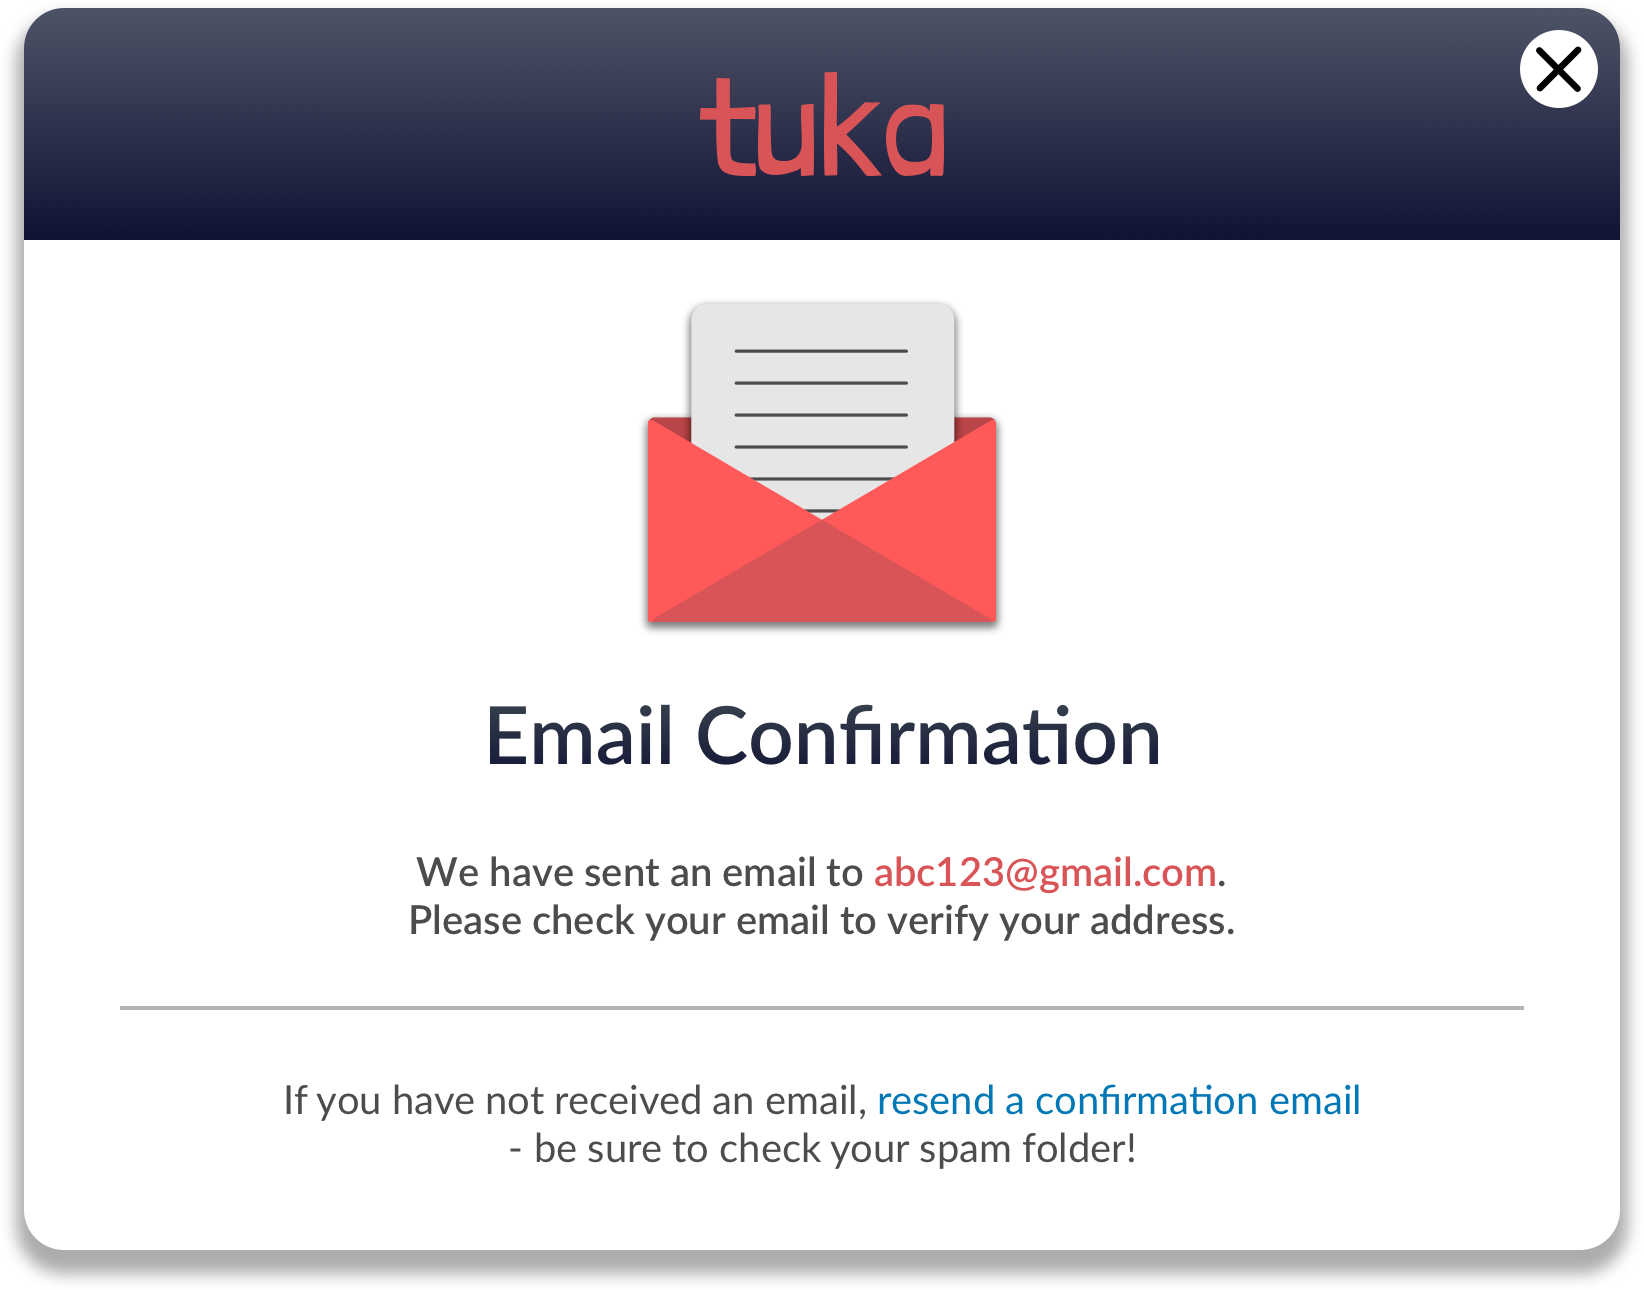 tuka
Email Confirmation
We have sent an email to abc123@gmail.com.
Please check your email to verify your address.
If you have not received an email, resend a confirmation email
- be sure to check your spam folder!